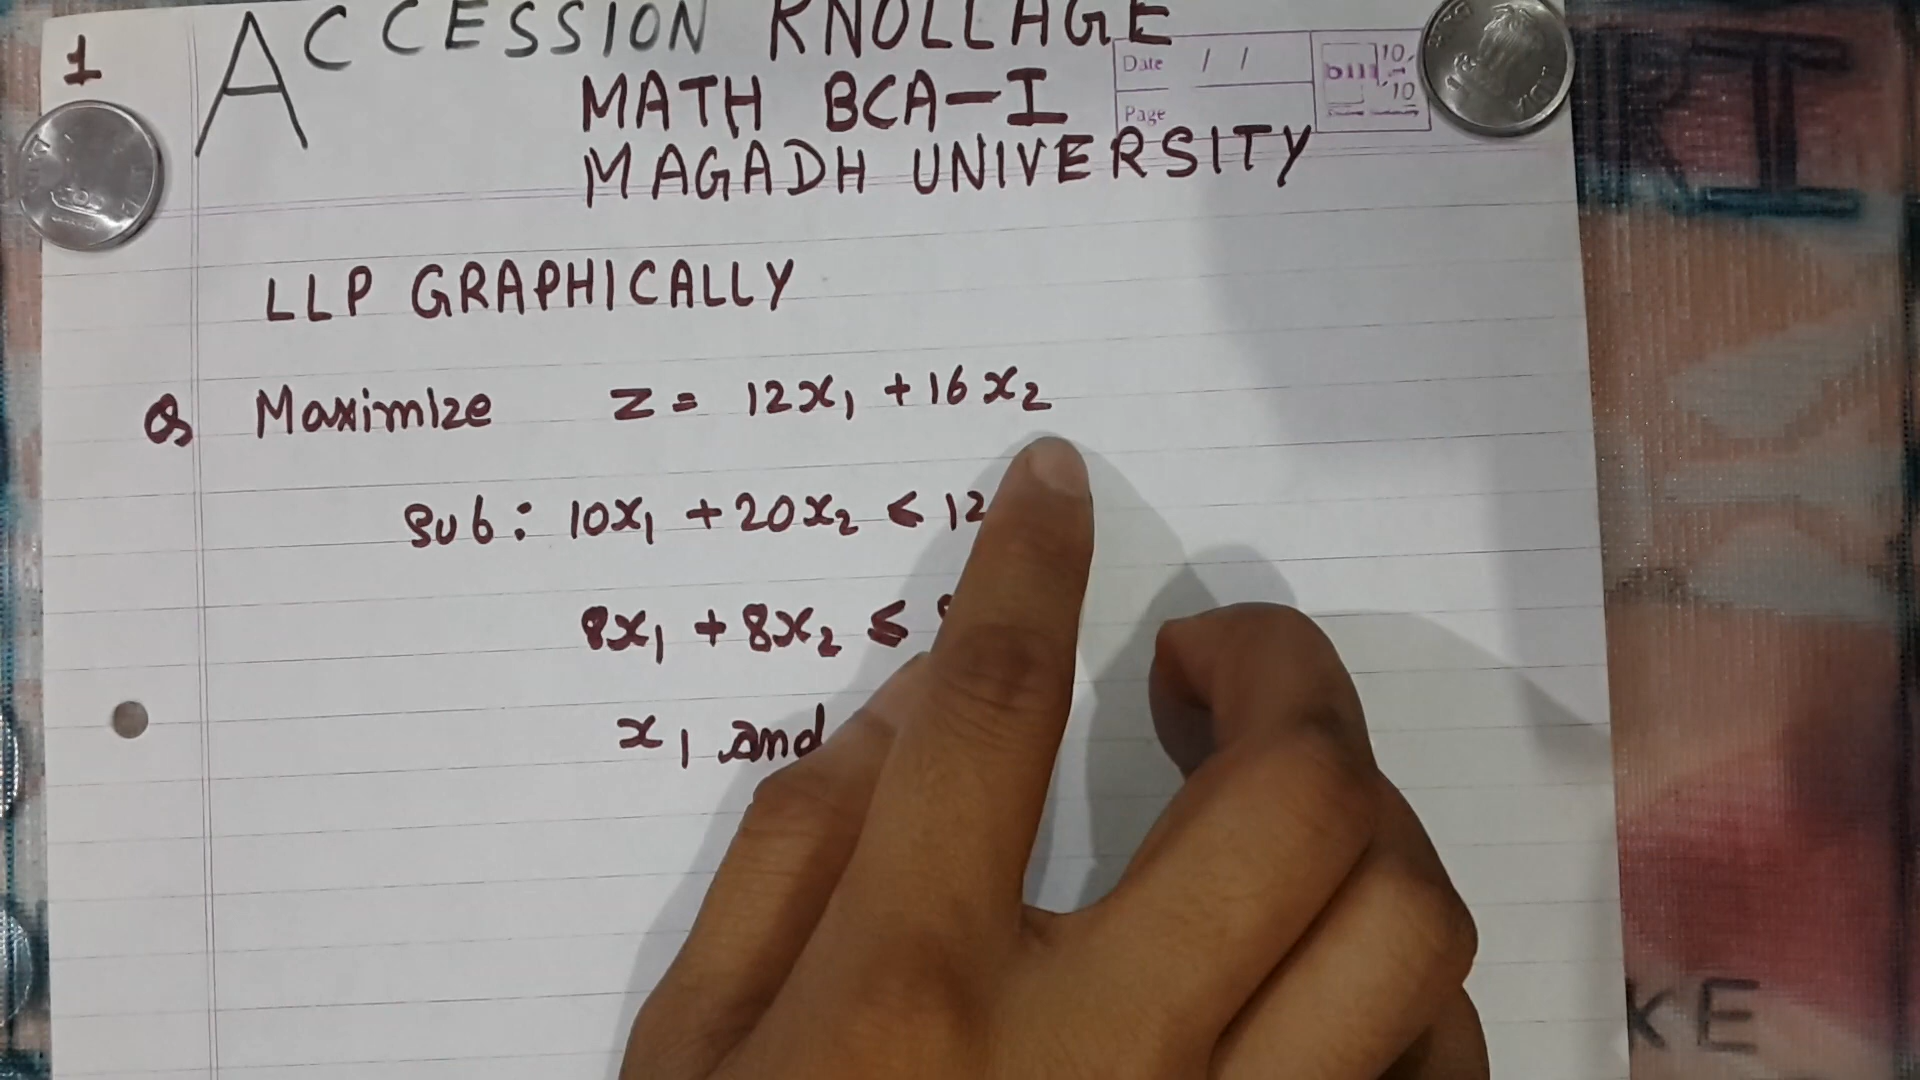 1
ACCESSION KNOLLAGE
Date / /
Page
MATH BCA-I
MAGADH UNIVERSITY
LLP GRAPHICALLY
Q Maximize z = 12x₁ + 16x₂
Sub: 10x₁ + 20x₂ < 12
8x₁ + 8x₂ ≤
x₁ and
KE